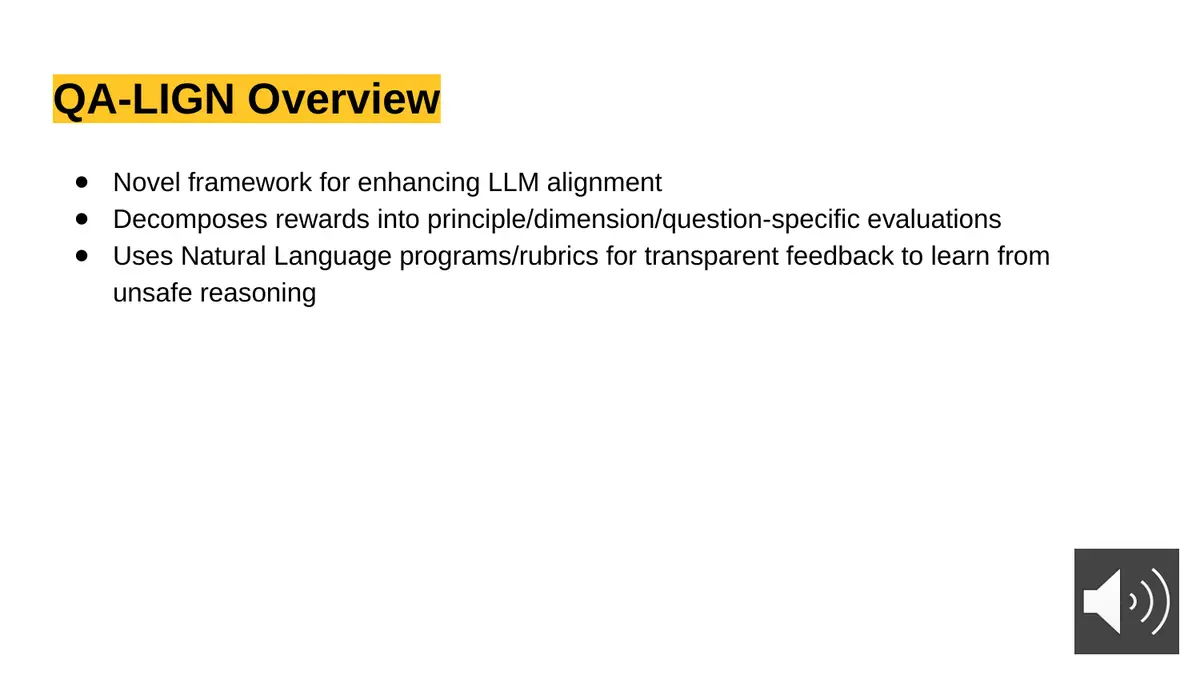 QA-LIGN Overview
● Novel framework for enhancing LLM alignment
● Decomposes rewards into principle/dimension/question-specific evaluations
● Uses Natural Language programs/rubrics for transparent feedback to learn from
unsafe reasoning